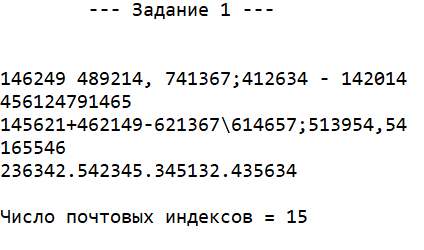 --- Задание 1 ---
146249 489214, 741367;412634 - 142014
456124791465
145621+462149-621367\614657;513954,54
165546
236342.542345.345132.435634
Число почтовых индексов = 15